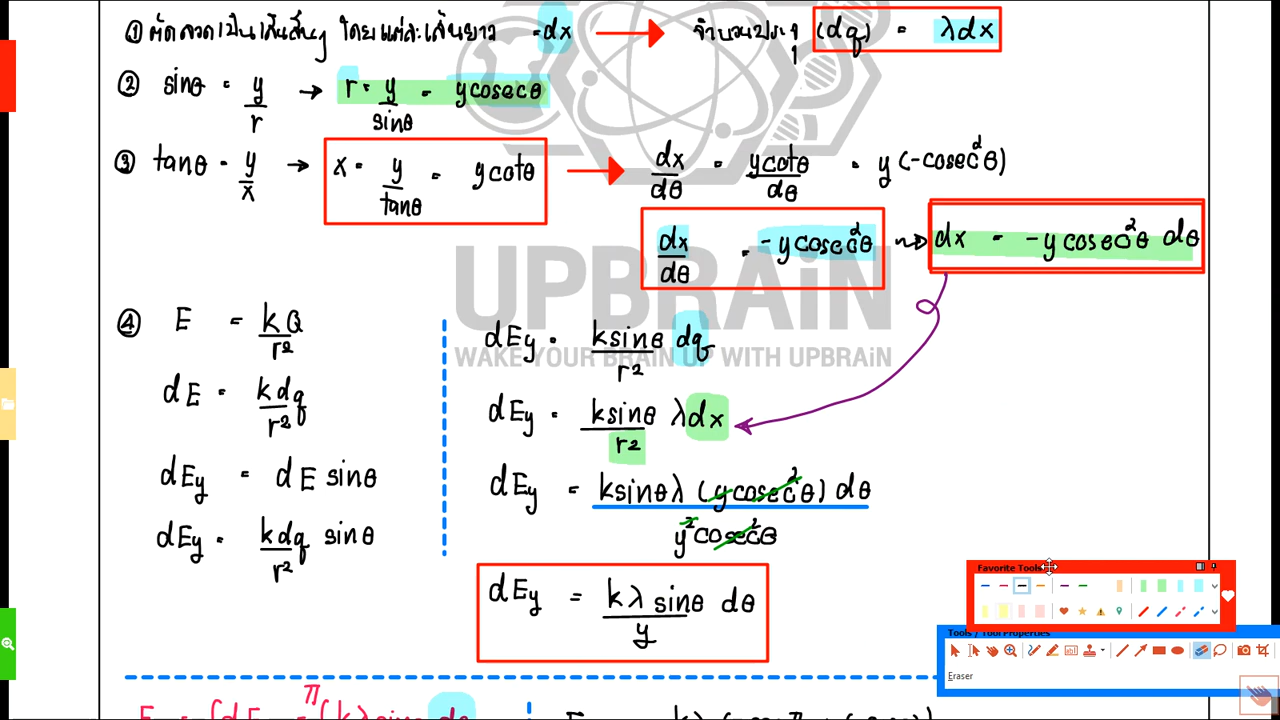 ① ตัดลวดเป็นเส้นสั้นๆ โดยแต่ละเส้นยาว = dx → จำนวนประจุ (dq) = λdx
② sinθ = y/r → r = y/sinθ = ycosecθ
③ tanθ = y/x → x = y/tanθ = ycotθ → dx/dθ = ycotθ/dθ = y(-cosec²θ)
dx/dθ = -ycosec²θ → dx = -ycosec²θ dθ
UPBRAiN
WAKE YOUR BRAIN UP WITH UPBRAiN
④ E = kQ/r²
dE = kdq/r²
dEy = dE sinθ
dEy = kdq/r² sinθ
dEy = ksinθ/r² dq
dEy = ksinθ/r² λdx
dEy = ksinθλ(ycosec²θ)dθ/y²cosec²θ
dEy = kλsinθ/y dθ
Favorite Tools
Tools / Tool Properties
Eraser